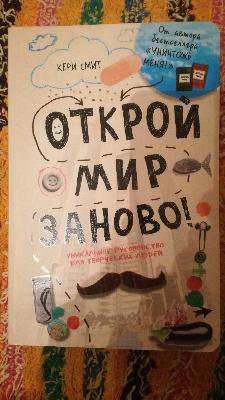 КЕРИ СМИТ
От автора
бестселлера
«УНИЧТОЖЬ
МЕНЯ!»
ОТКРОЙ
МИР
ЗАНОВО!
УНИКАЛЬНОЕ РУКОВОДСТВО
ДЛЯ ТВОРЧЕСКИХ ЛЮДЕЙ